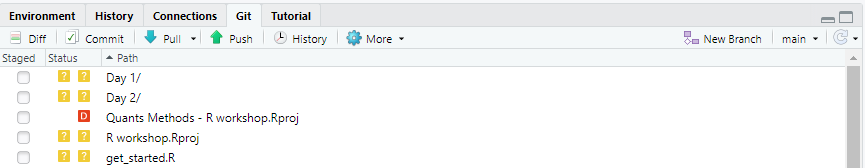 Environment History Connections Git Tutorial
Diff Commit Pull Push History More New Branch main
Staged Status Path
? ? Day 1/
? ? Day 2/
D Quants Methods - R workshop.Rproj
? ? R workshop.Rproj
? ? get_started.R